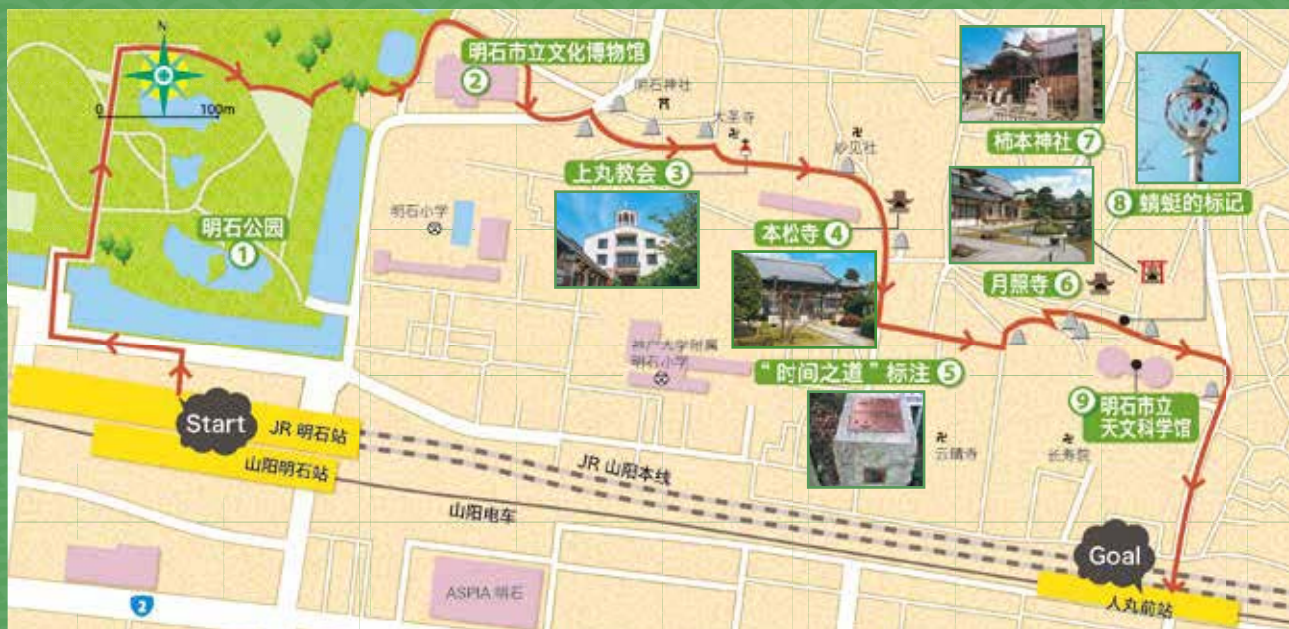 N
0 100m
明石公园
①
明石市立文化博物馆
②
明石神社
大圣寺
妙见社
上丸教会 ③
明石小学
本松寺 ④
神户大学附属
明石小学
“时间之道”标注 ⑤
月照寺 ⑥
柿本神社 ⑦
⑧ 蜻蜓的标记
⑨ 明石市立
天文科学馆
云晴寺
长寿院
Start
JR 明石站
山阳明石站
JR 山阳本线
山阳电车
ASPIA 明石
2
Goal
人丸前站